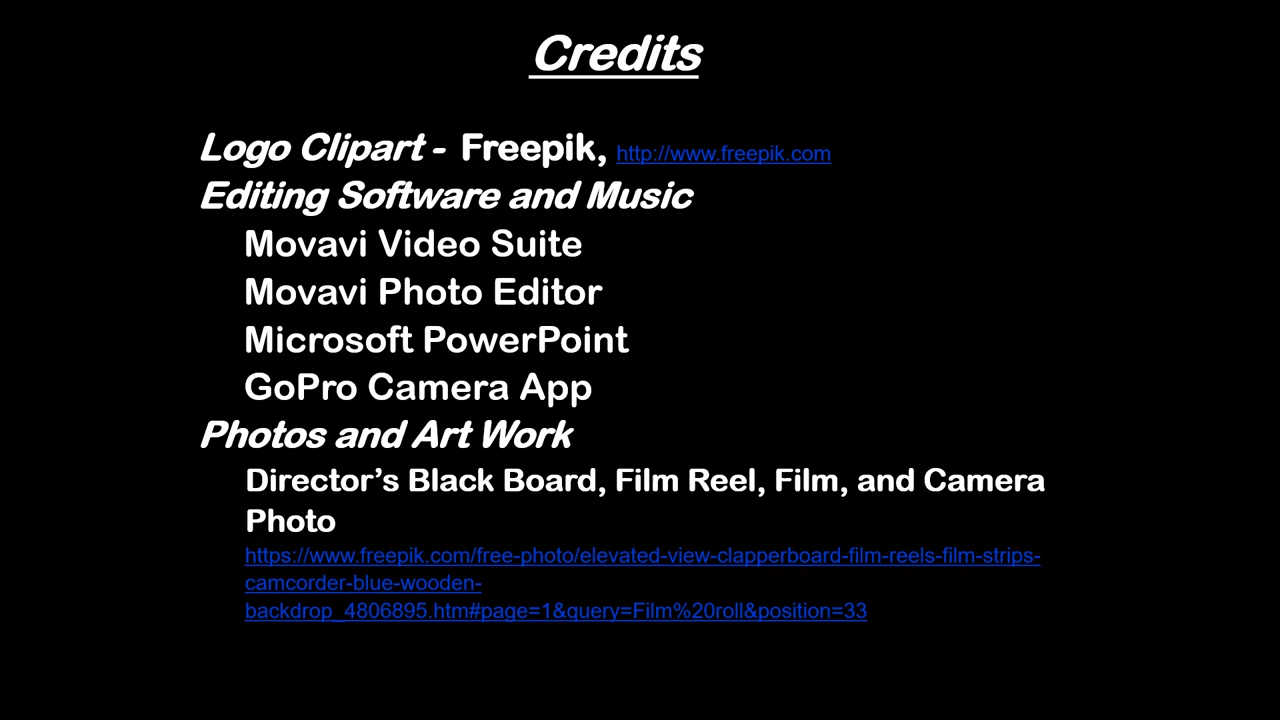 Credits
Logo Clipart - Freepik, http://www.freepik.com
Editing Software and Music
Movavi Video Suite
Movavi Photo Editor
Microsoft PowerPoint
GoPro Camera App
Photos and Art Work
Director’s Black Board, Film Reel, Film, and Camera
Photo
https://www.freepik.com/free-photo/elevated-view-clapperboard-film-reels-film-strips-
camcorder-blue-wooden-
backdrop_4806895.htm#page=1&query=Film%20roll&position=33